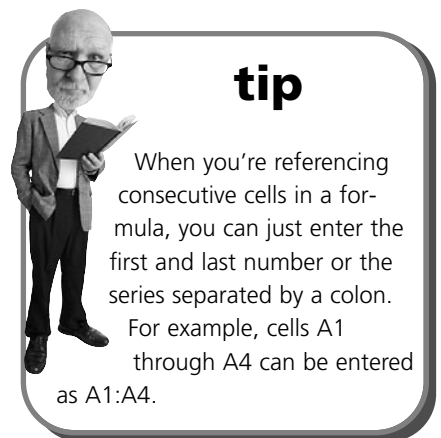 tip
When you're referencing
consecutive cells in a for-
mula, you can just enter the
first and last number or the
series separated by a colon.
For example, cells A1
through A4 can be entered
as A1:A4.